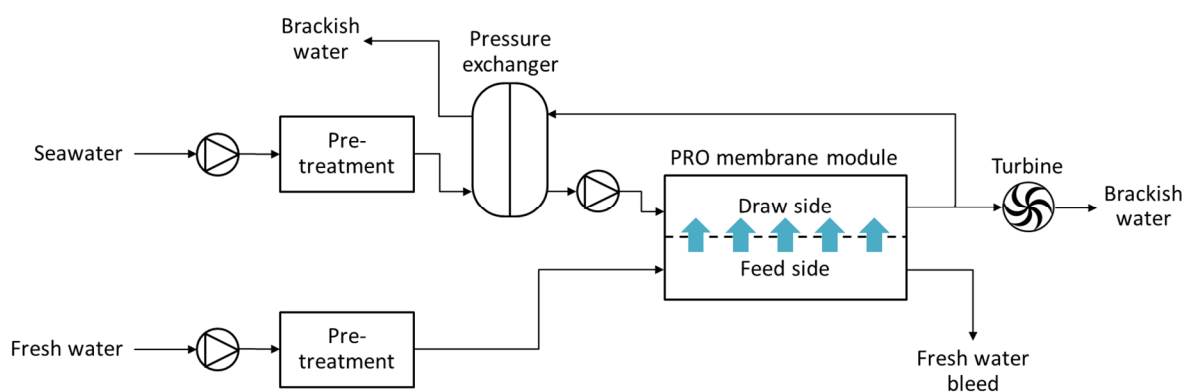 Brackish
water
Pressure
exchanger
Seawater
Pre-
treatment
PRO membrane module
Draw side
Feed side
Turbine
Brackish
water
Fresh water
Pre-
treatment
Fresh water
bleed